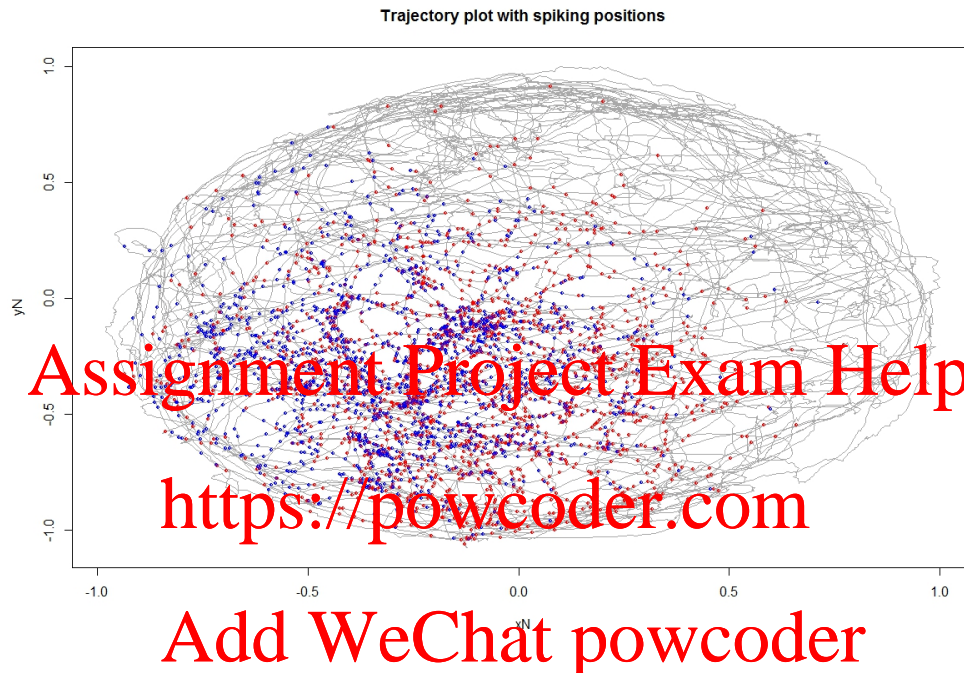 Trajectory plot with spiking positions
1.0
0.5
0.0
-0.5
-1.0
yN
Assignment Project Exam Help
https://powcoder.com
-1.0 -0.5 0.0 0.5 1.0
xN
Add WeChat powcoder